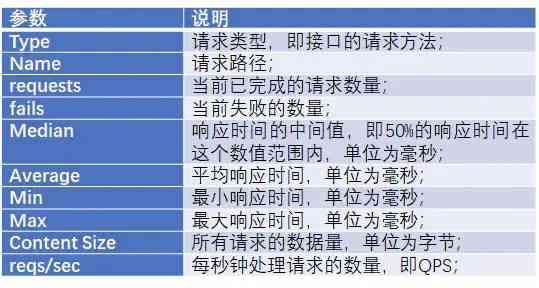 参数 说明
Type 请求类型，即接口的请求方法;
Name 请求路径;
requests 当前已完成的请求数量;
fails 当前失败的数量;
Median 响应时间的中间值，即50%的响应时间在
这个数值范围内，单位为毫秒;
Average 平均响应时间，单位为毫秒;
Min 最小响应时间，单位为毫秒;
Max 最大响应时间，单位为毫秒;
Content Size 所有请求的数据量，单位为字节;
reqs/sec 每秒钟处理请求的数量，即QPS;